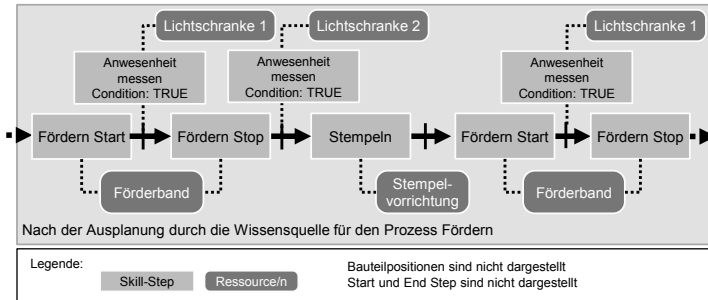 Lichtschranke 1
Lichtschranke 2
Lichtschranke 1
Anwesenheit
messen
Condition: TRUE
Anwesenheit
messen
Condition: TRUE
Anwesenheit
messen
Condition: TRUE
Fördern Start
Fördern Stop
Stempeln
Fördern Start
Fördern Stop
Förderband
Stempel-
vorrichtung
Förderband
Nach der Ausplanung durch die Wissensquelle für den Prozess Fördern
Legende:
Skill-Step
Ressource/n
Bauteilpositionen sind nicht dargestellt
Start und End Step sind nicht dargestellt